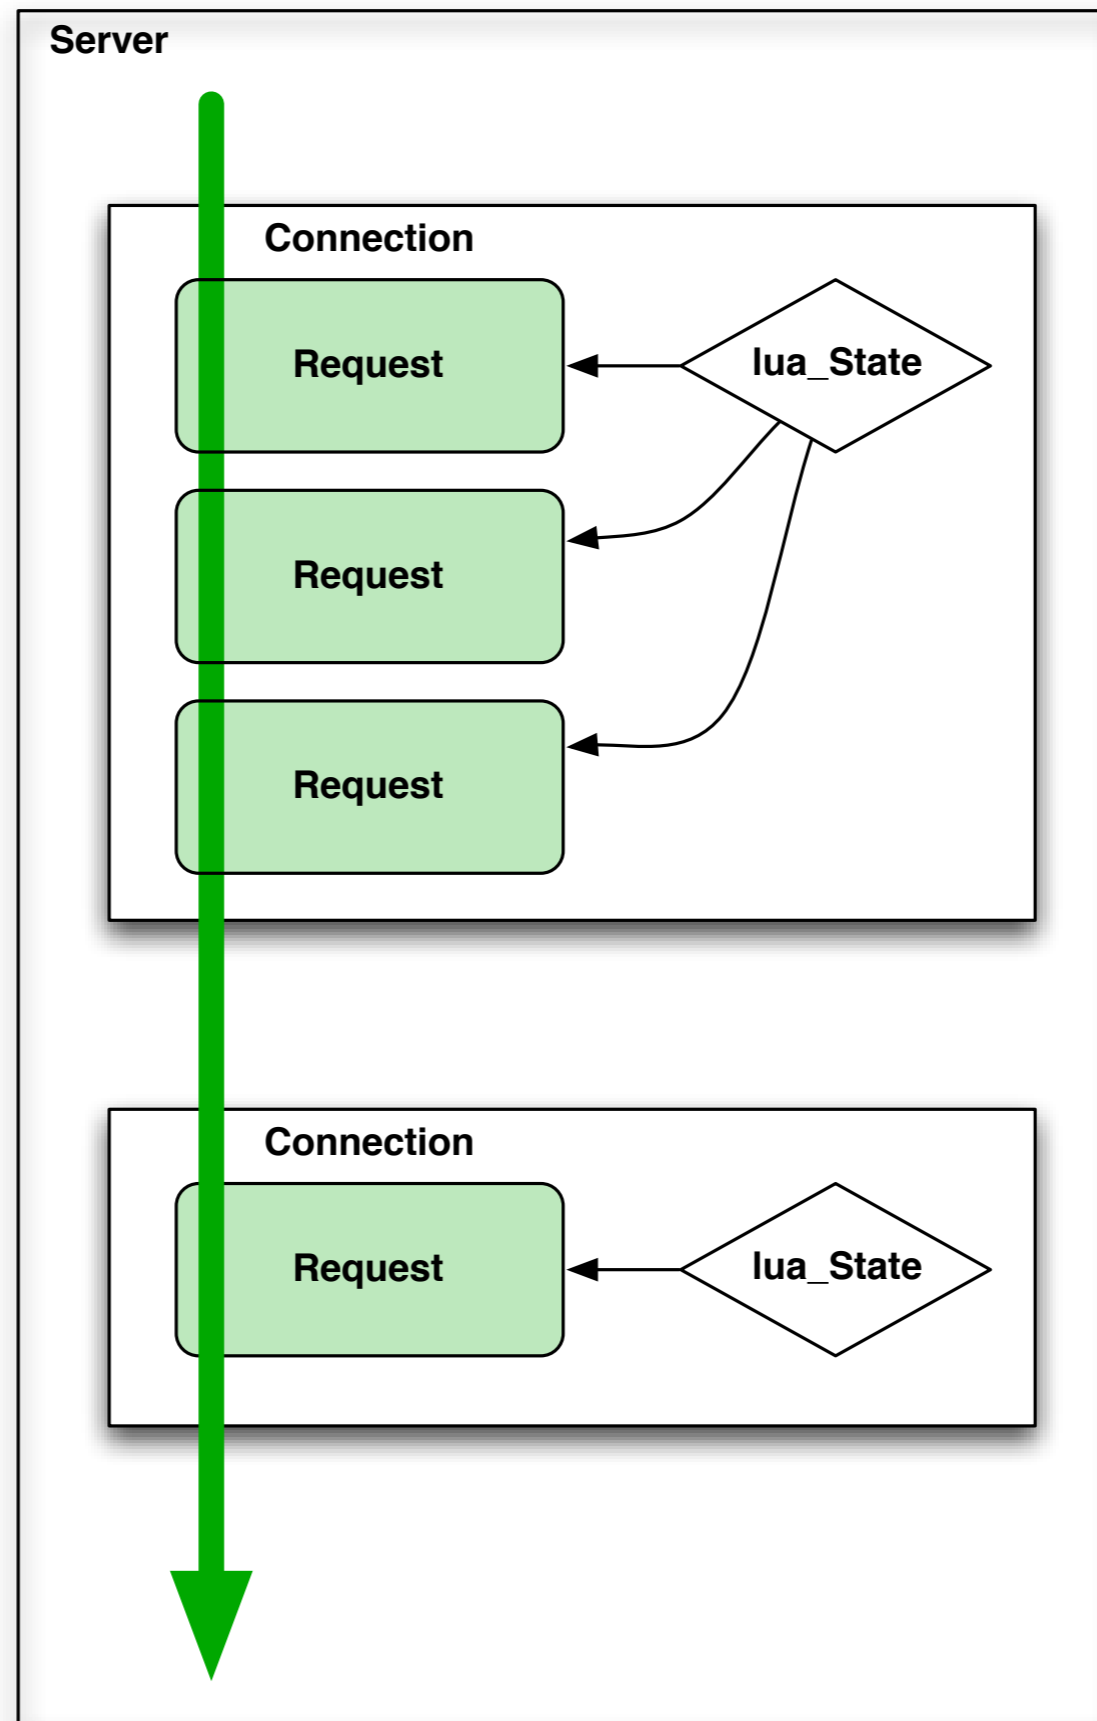 Server
Connection
Request
lua_State
Request
Request
Connection
Request
lua_State